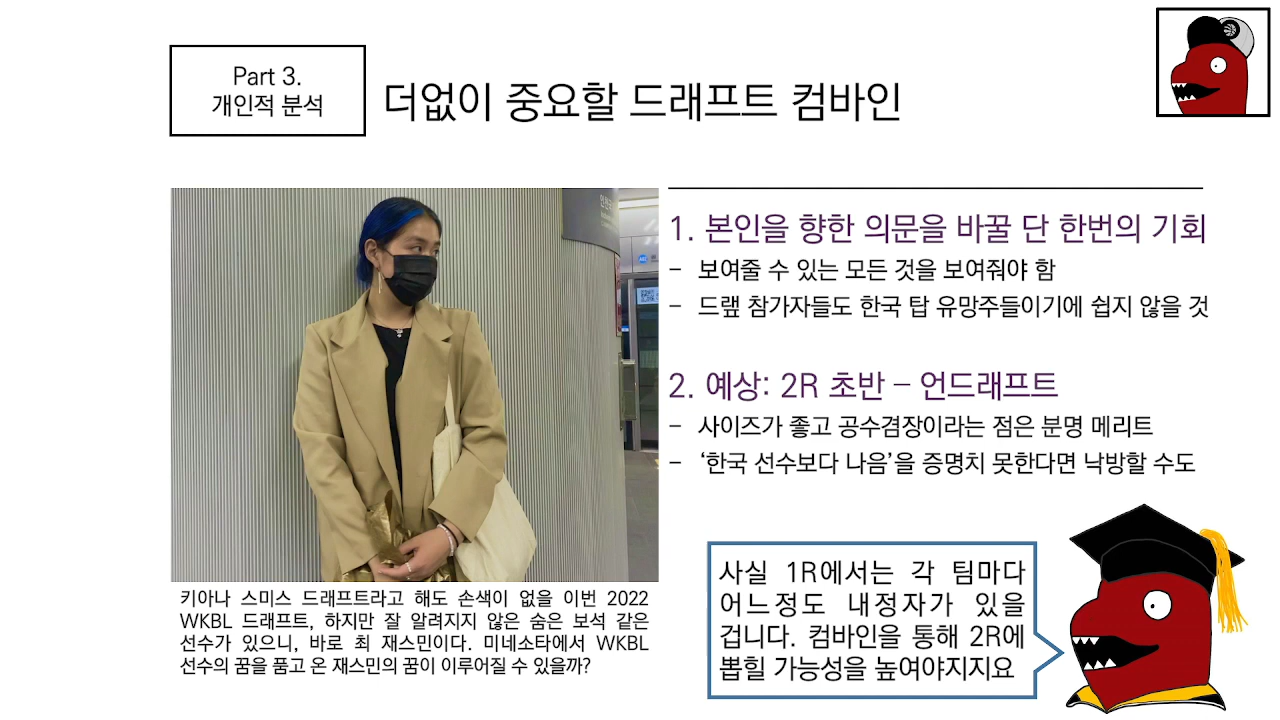 Part 3.
개인적 분석
더없이 중요할 드래프트 컴바인
1. 본인을 향한 의문을 바꿀 단 한번의 기회
- 보여줄 수 있는 모든 것을 보여줘야 함
- 드랲 참가자들도 한국 탑 유망주들이기에 쉽지 않을 것
2. 예상: 2R 초반 – 언드래프트
- 사이즈가 좋고 공수겸장이라는 점은 분명 메리트
- ‘한국 선수보다 나음’을 증명치 못한다면 낙방할 수도
키아나 스미스 드래프트라고 해도 손색이 없을 이번 2022
WKBL 드래프트, 하지만 잘 알려지지 않은 숨은 보석 같은
선수가 있으니, 바로 최 재스민이다. 미네소타에서 WKBL
선수의 꿈을 품고 온 재스민의 꿈이 이루어질 수 있을까?
사실 1R에서는 각 팀마다
어느정도 내정자가 있을
겁니다. 컴바인을 통해 2R에
뽑힐 가능성을 높여야지지요